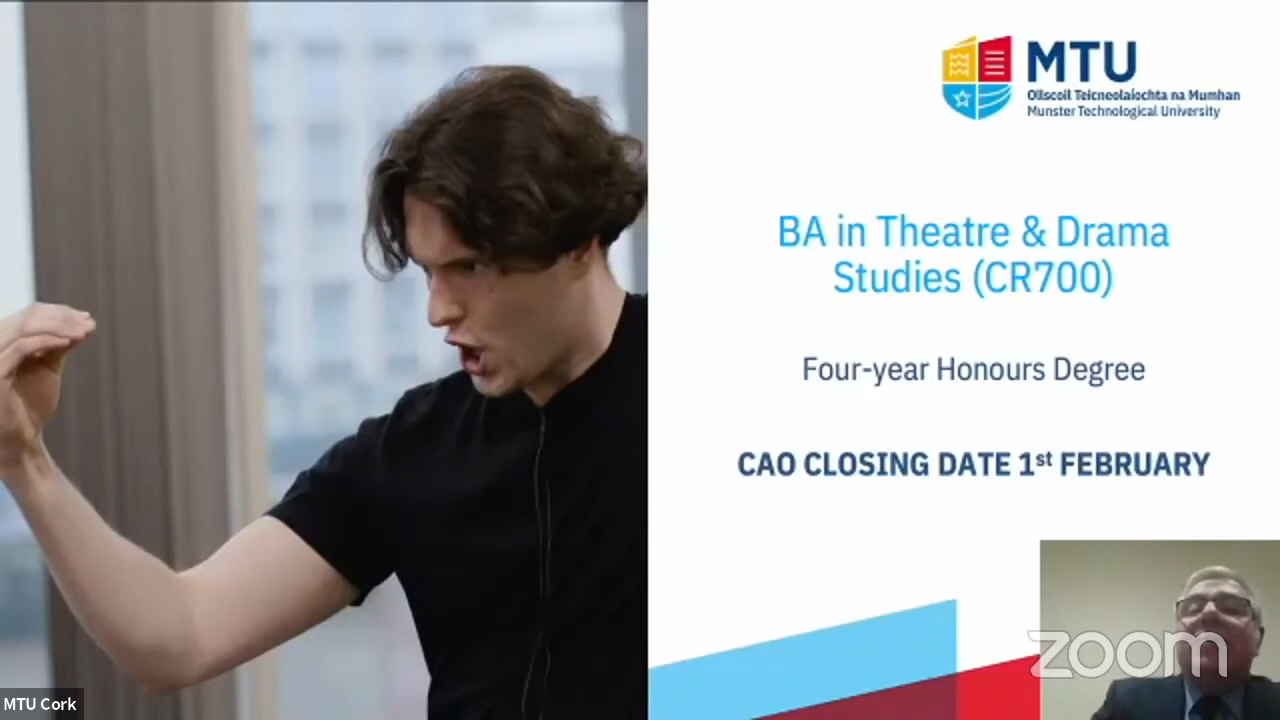 MTU
Ollscoil Teicneolaíochta na Mumhan
Munster Technological University
BA in Theatre & Drama
Studies (CR700)
Four-year Honours Degree
CAO CLOSING DATE 1st FEBRUARY
zoom
MTU Cork